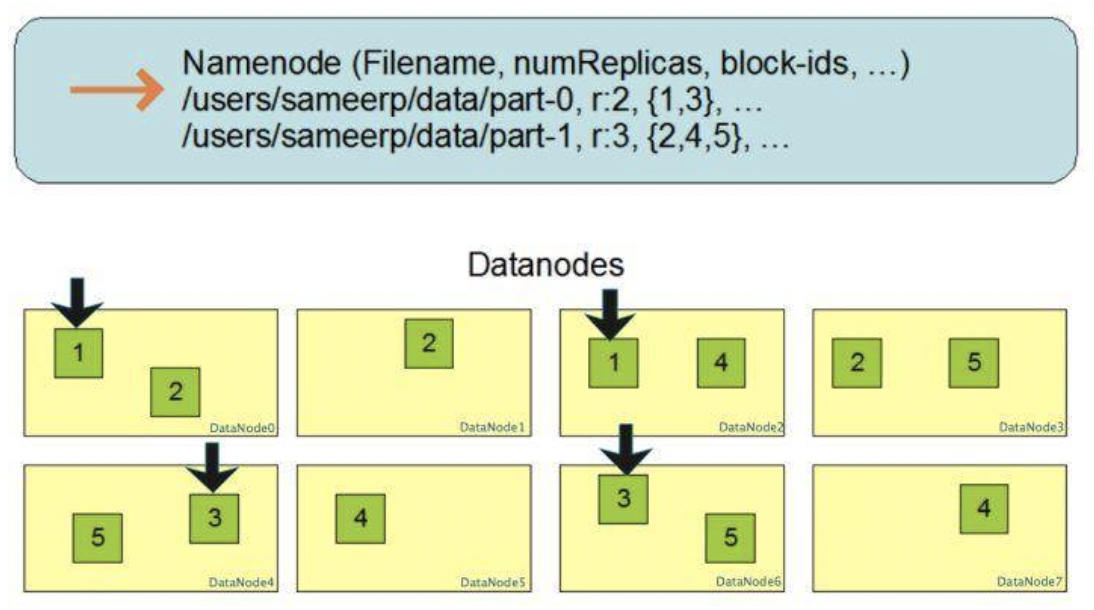 Namenode (Filename, numReplicas, block-ids, …)
/users/sameerp/data/part-0, r:2, {1,3}, …
/users/sameerp/data/part-1, r:3, {2,4,5}, …
Datanodes
1
2
DataNode0
2
DataNode1
1
4
DataNode2
2
5
DataNode3
5
3
DataNode4
4
DataNode5
3
5
DataNode6
4
DataNode7